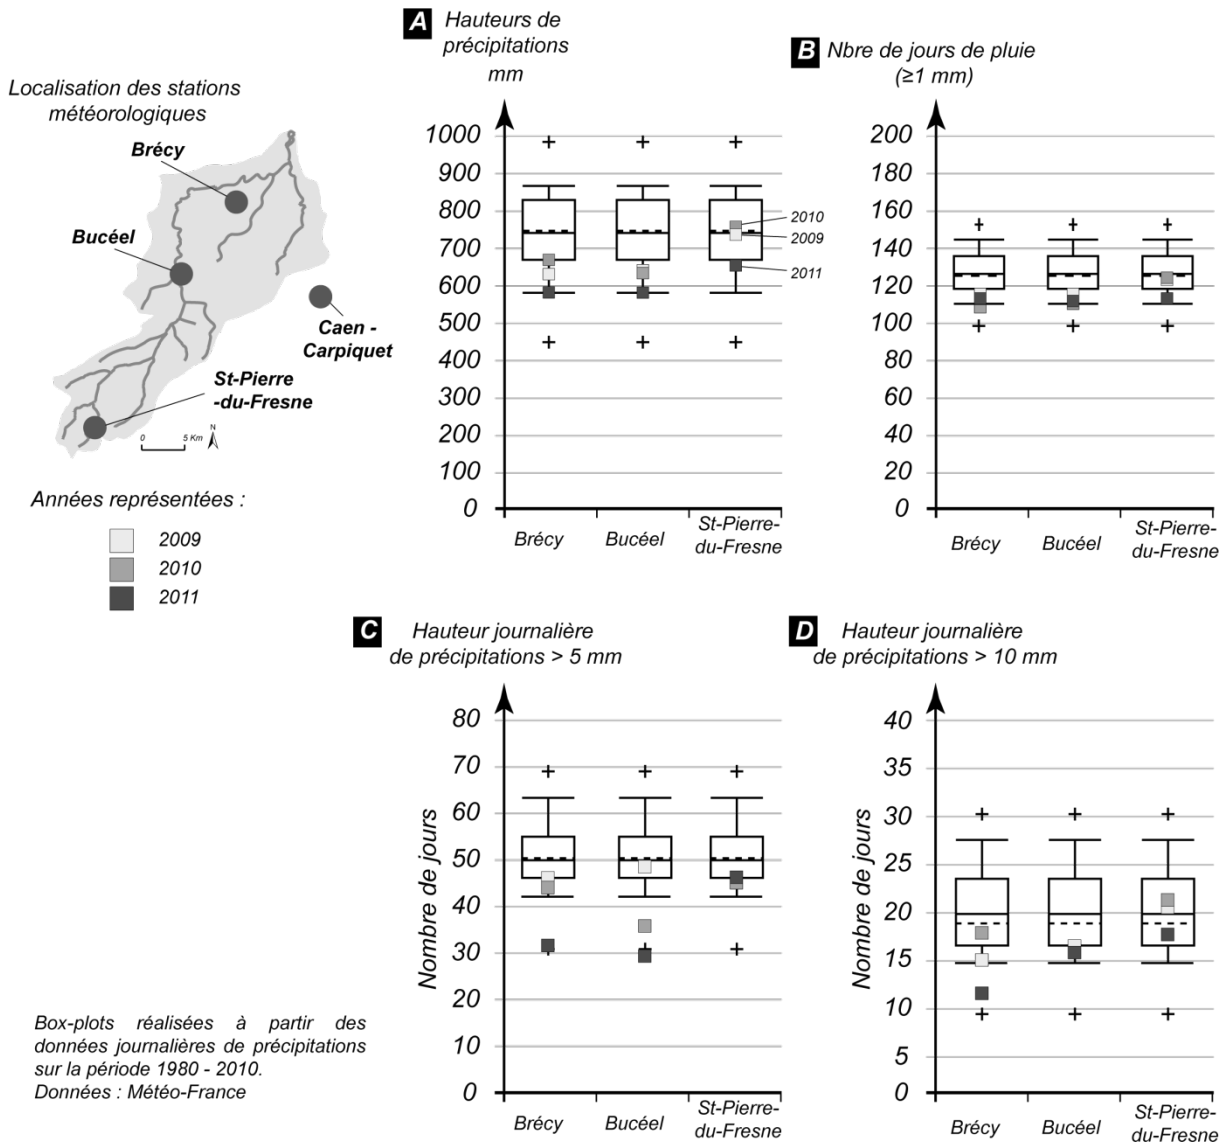 Localisation des stations
météorologiques
Brécy
Bucéel
Caen -
Carpiquet
St-Pierre
-du-Fresne
0 5 Km
N
Années représentées :
2009
2010
2011
A Hauteurs de
précipitations
mm
1000
900
800
700
600
500
450
400
300
200
100
0
2010
2009
2011
Brécy
Bucéel
St-Pierre-
du-Fresne
B Nbre de jours de pluie
(≥1 mm)
200
180
160
140
120
100
80
60
40
20
0
Brécy
Bucéel
St-Pierre-
du-Fresne
C Hauteur journalière
de précipitations > 5 mm
Nombre de jours
80
70
60
50
40
30
20
10
0
Brécy
Bucéel
St-Pierre-
du-Fresne
D Hauteur journalière
de précipitations > 10 mm
Nombre de jours
40
35
30
25
20
15
10
5
0
Brécy
Bucéel
St-Pierre-
du-Fresne
Box-plots réalisées à partir des
données journalières de précipitations
sur la période 1980 - 2010.
Données : Météo-France